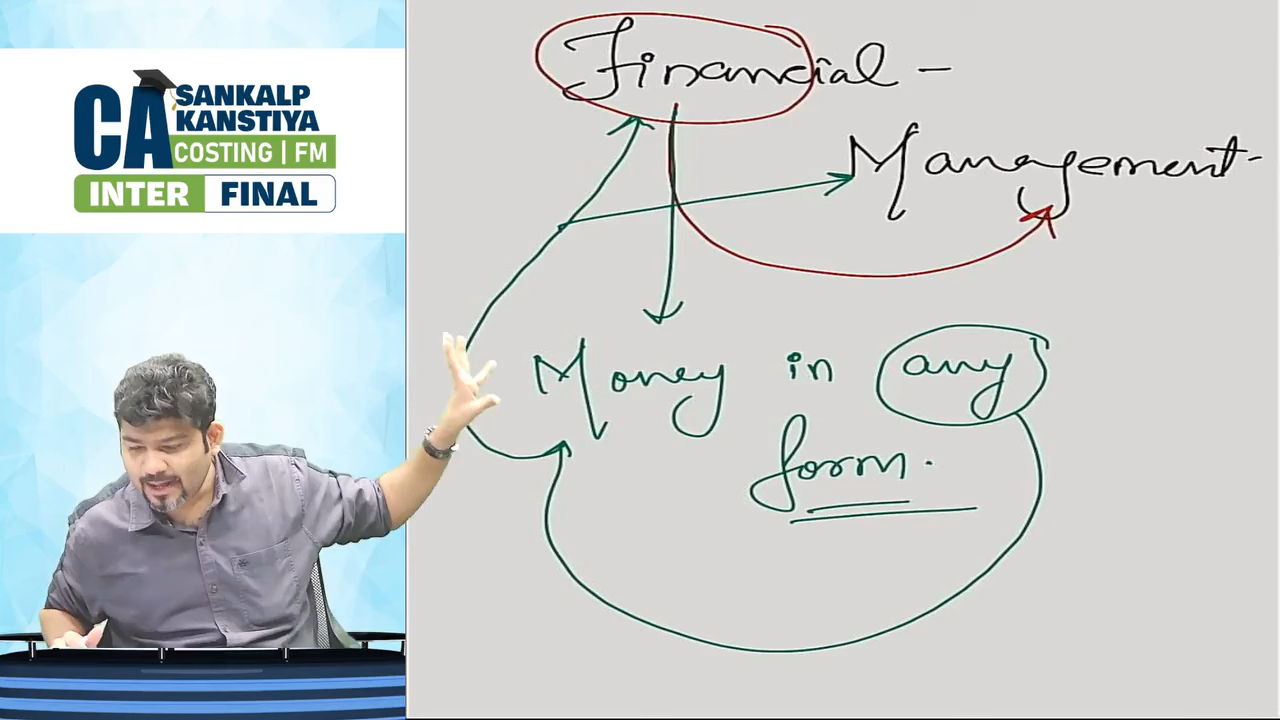 CA
SANKALP
KANSTIYA
COSTING | FM
INTER FINAL
Financial -
Management-
Money in any
form.